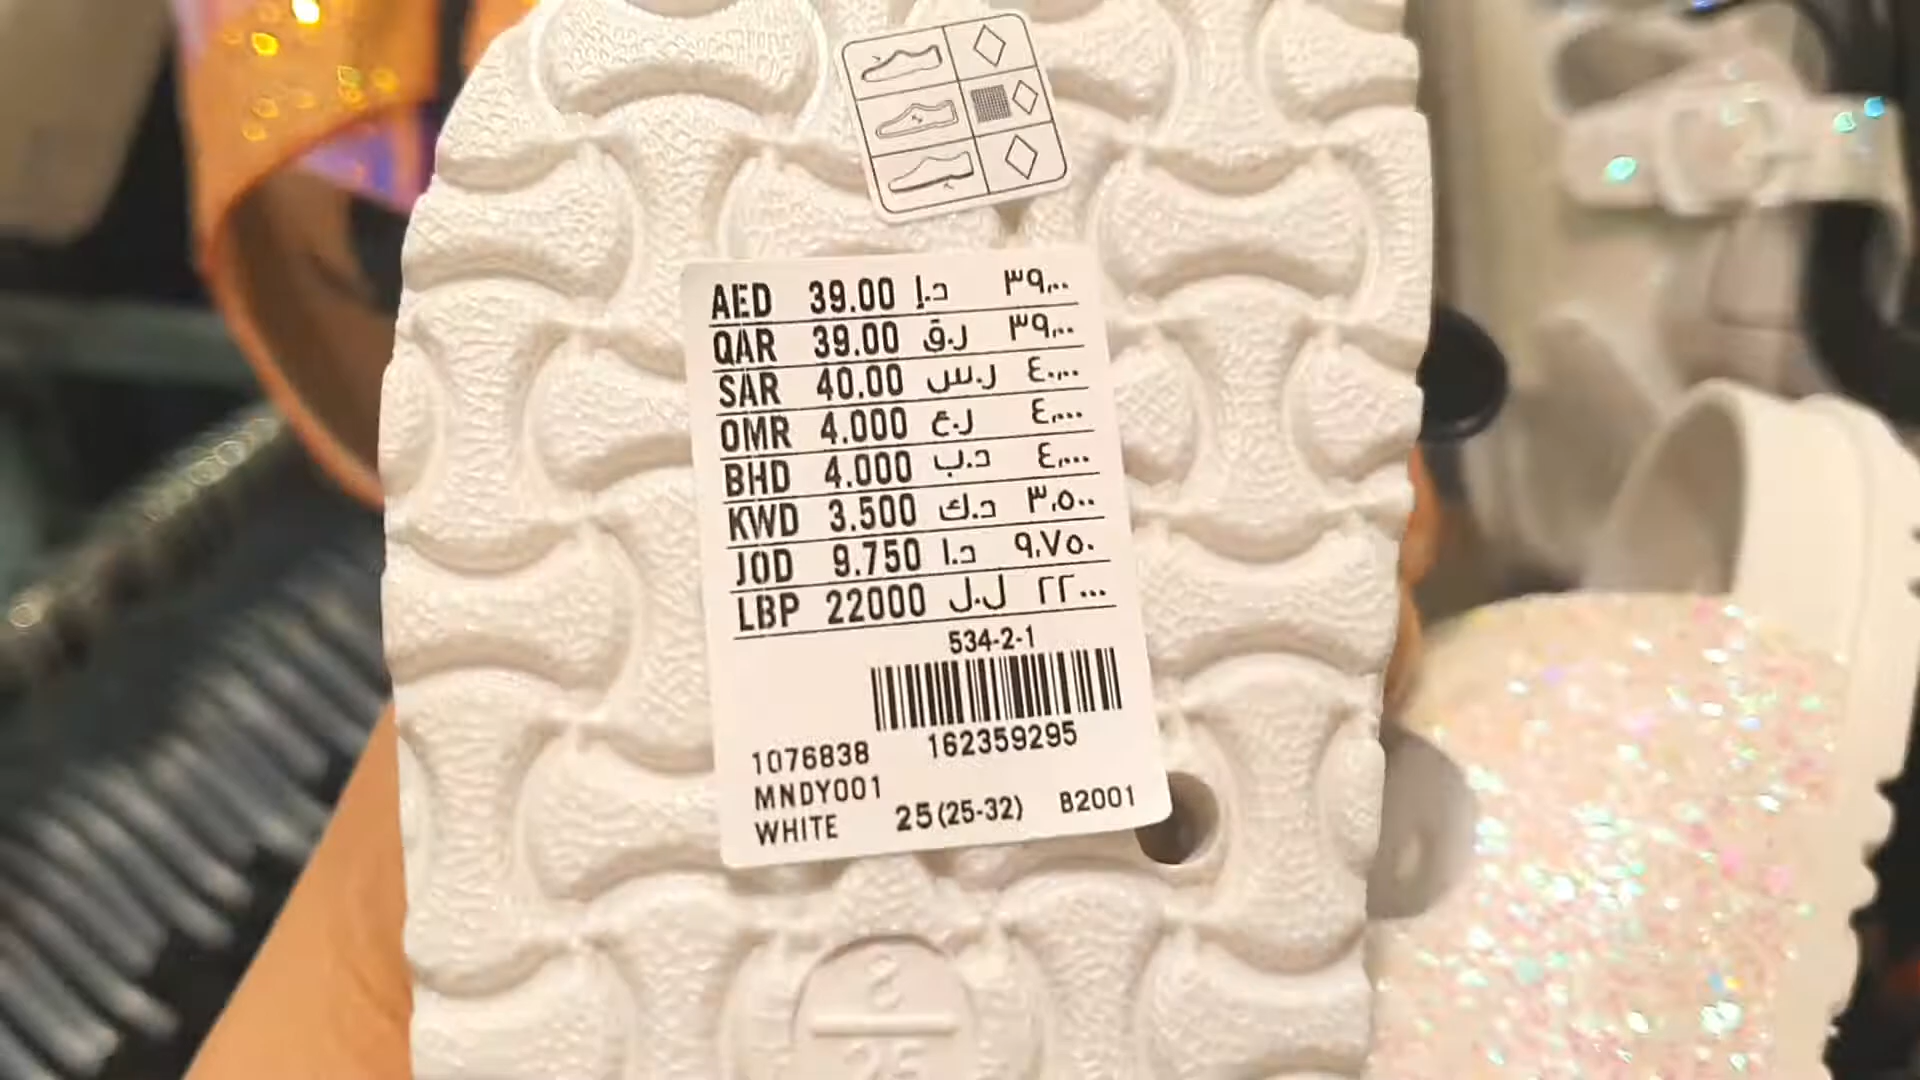 AED 39.00 د.إ ٣٩٫٠٠
QAR 39.00 ر.ق ٣٩٫٠٠
SAR 40.00 ر.س ٤٠٫٠٠
OMR 4.000 ر.ع ٤٫٠٠٠
BHD 4.000 د.ب ٤٫٠٠٠
KWD 3.500 د.ك ٣٫٥٠٠
JOD 9.750 د.ا ٩٫٧٥٠
LBP 22000 ل.ل ٢٢٠٠٠
534-2-1
162359295
1076838
MNDY001
WHITE 25(25-32) B2001
25